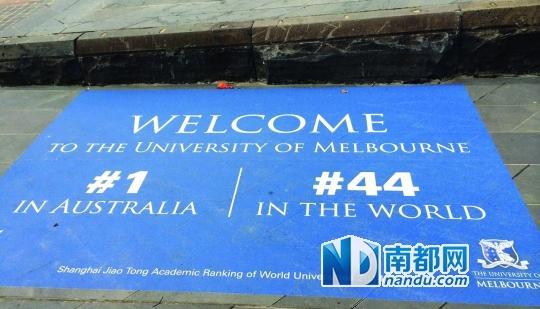 WELCOME
TO THE UNIVERSITY OF MELBOURNE
#1
IN AUSTRALIA
#44
IN THE WORLD
Shanghai Jiao Tong Academic Ranking of World
THE UNIVERSITY OF
MELBOURNE
ND 南都网
nandu.com